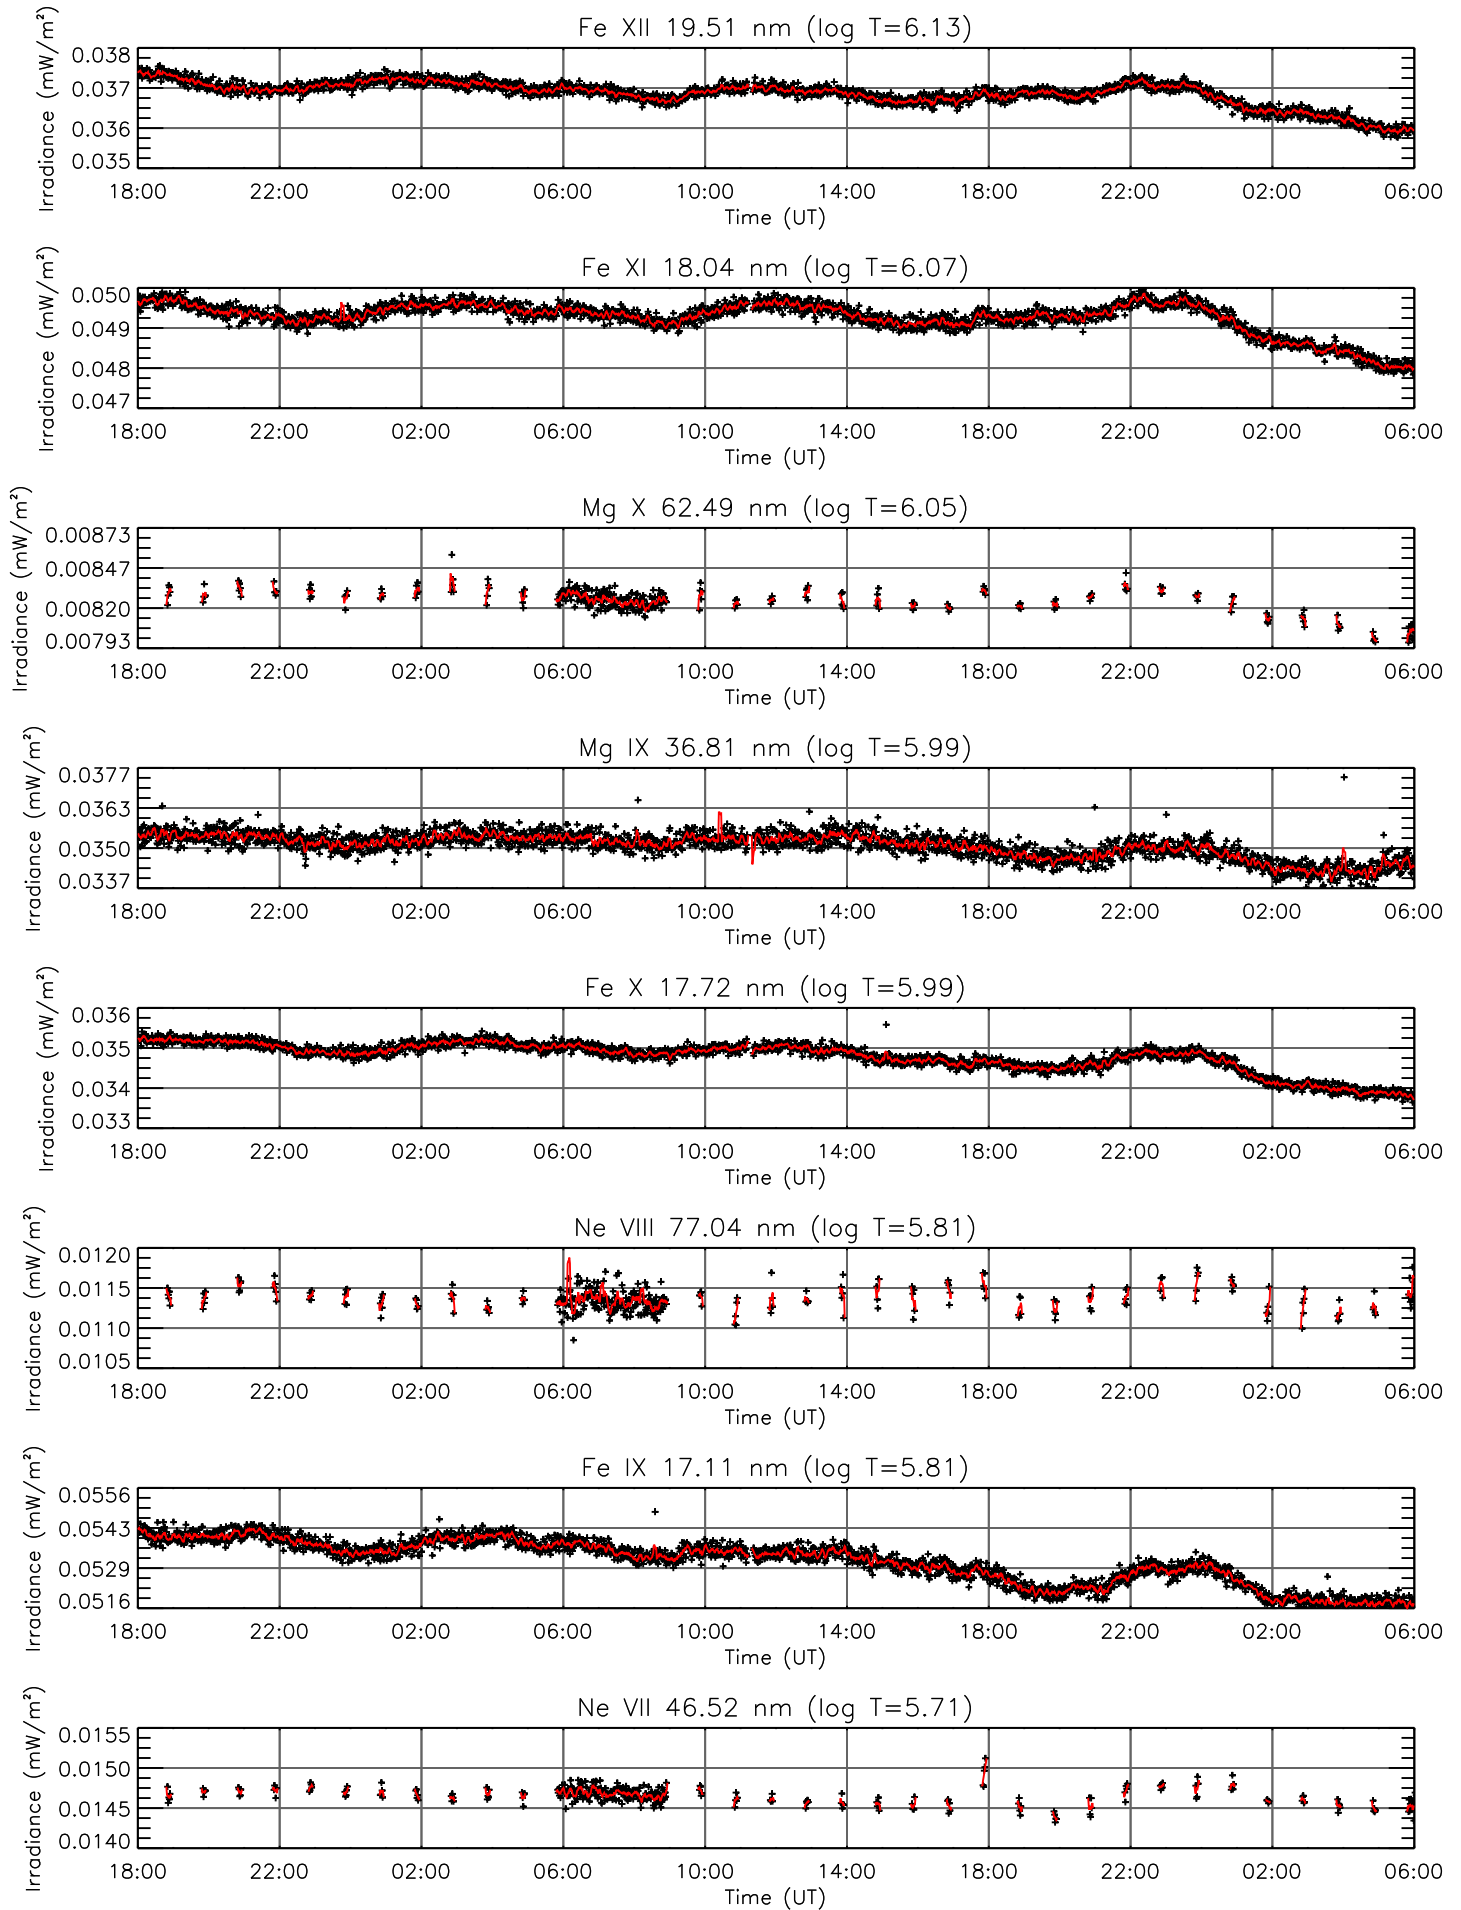 Fe XII 19.51 nm (log T=6.13)
Irradiance (mW/m²)
0.038
0.037
0.036
0.035
18:00 22:00 02:00 06:00 10:00 14:00 18:00 22:00 02:00 06:00
Time (UT)
Fe XI 18.04 nm (log T=6.07)
Irradiance (mW/m²)
0.050
0.049
0.048
0.047
18:00 22:00 02:00 06:00 10:00 14:00 18:00 22:00 02:00 06:00
Time (UT)
Mg X 62.49 nm (log T=6.05)
Irradiance (mW/m²)
0.00873
0.00847
0.00820
0.00793
18:00 22:00 02:00 06:00 10:00 14:00 18:00 22:00 02:00 06:00
Time (UT)
Mg IX 36.81 nm (log T=5.99)
Irradiance (mW/m²)
0.0377
0.0363
0.0350
0.0337
18:00 22:00 02:00 06:00 10:00 14:00 18:00 22:00 02:00 06:00
Time (UT)
Fe X 17.72 nm (log T=5.99)
Irradiance (mW/m²)
0.036
0.035
0.034
0.033
18:00 22:00 02:00 06:00 10:00 14:00 18:00 22:00 02:00 06:00
Time (UT)
Ne VIII 77.04 nm (log T=5.81)
Irradiance (mW/m²)
0.0120
0.0115
0.0110
0.0105
18:00 22:00 02:00 06:00 10:00 14:00 18:00 22:00 02:00 06:00
Time (UT)
Fe IX 17.11 nm (log T=5.81)
Irradiance (mW/m²)
0.0556
0.0543
0.0529
0.0516
18:00 22:00 02:00 06:00 10:00 14:00 18:00 22:00 02:00 06:00
Time (UT)
Ne VII 46.52 nm (log T=5.71)
Irradiance (mW/m²)
0.0155
0.0150
0.0145
0.0140
18:00 22:00 02:00 06:00 10:00 14:00 18:00 22:00 02:00 06:00
Time (UT)